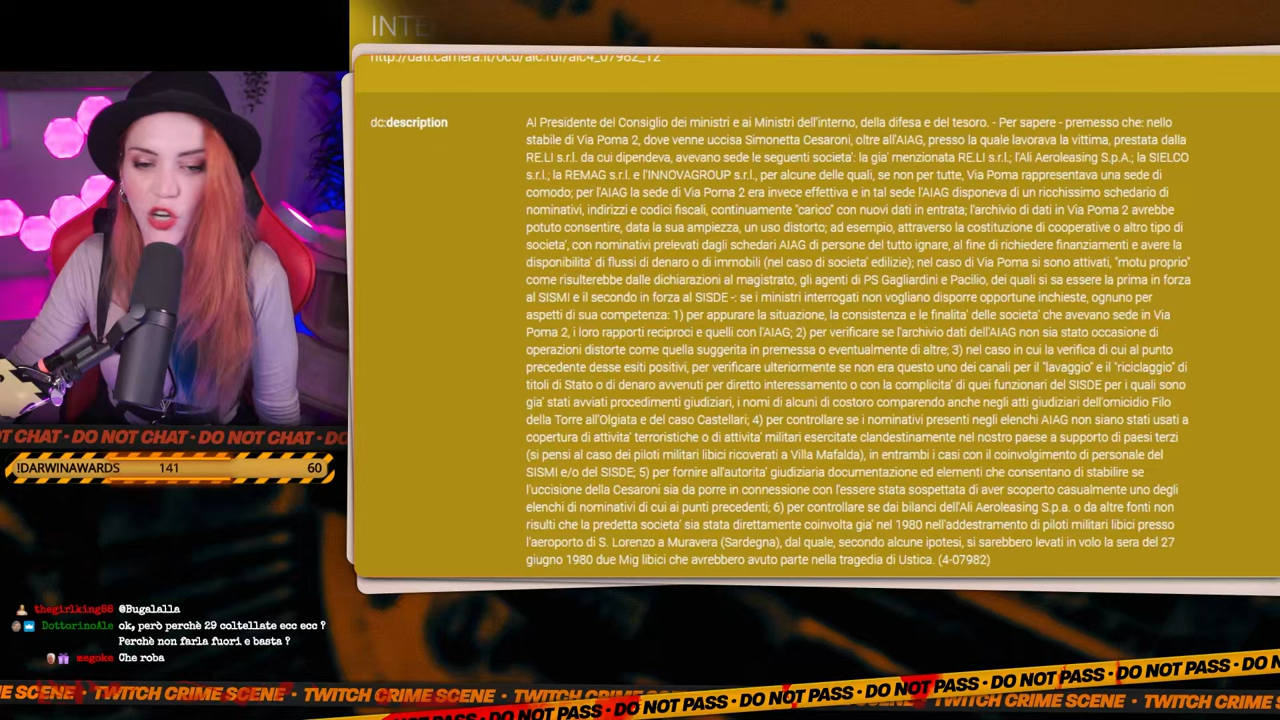 INTE
http://dati.camera.it/ocd/aic.rdf/aic4_07982_12
dc:description
Al Presidente del Consiglio dei ministri e ai Ministri dell'interno, della difesa e del tesoro. - Per sapere - premesso che: nello
stabile di Via Poma 2, dove venne uccisa Simonetta Cesaroni, oltre all'AIAG, presso la quale lavorava la vittima, prestata dalla
RE.LI s.r.l. da cui dipendeva, avevano sede le seguenti societa': la gia' menzionata RE.LI s.r.l.; l'Ali Aeroleasing S.p.A.; la SIELCO
s.r.l.; la REMAG s.r.l. e l'INNOVAGROUP s.r.l., per alcune delle quali, se non per tutte, Via Poma rappresentava una sede di
comodo; per l'AIAG la sede di Via Poma 2 era invece effettiva e in tal sede l'AIAG disponeva di un ricchissimo schedario di
nominativi, indirizzi e codici fiscali, continuamente "carico" con nuovi dati in entrata; l'archivio di dati in Via Poma 2 avrebbe
potuto consentire, data la sua ampiezza, un uso distorto; ad esempio, attraverso la costituzione di cooperative o altro tipo di
societa', con nominativi prelevati dagli schedari AIAG di persone del tutto ignare, al fine di richiedere finanziamenti e avere la
disponibilita' di flussi di denaro o di immobili (nel caso di societa' edilizie); nel caso di Via Poma si sono attivati, "motu proprio"
come risulterebbe dalle dichiarazioni al magistrato, gli agenti di PS Gagliardini e Pacilio, dei quali si sa essere la prima in forza
al SISMI e il secondo in forza al SISDE -: se i ministri interrogati non vogliano disporre opportune inchieste, ognuno per
aspetti di sua competenza: 1) per appurare la situazione, la consistenza e le finalita' delle societa' che avevano sede in Via
Poma 2, i loro rapporti reciproci e quelli con l'AIAG; 2) per verificare se l'archivio dati dell'AIAG non sia stato occasione di
operazioni distorte come quella suggerita in premessa o eventualmente di altre; 3) nel caso in cui la verifica di cui al punto
precedente desse esiti positivi, per verificare ulteriormente se non era questo uno dei canali per il "lavaggio" e il "riciclaggio" di
titoli di Stato o di denaro avvenuti per diretto interessamento o con la complicita' di quei funzionari del SISDE per i quali sono
gia' stati avviati procedimenti giudiziari, i nomi di alcuni di costoro comparendo anche negli atti giudiziari dell'omicidio Filo
della Torre all'Olgiata e del caso Castellari; 4) per controllare se i nominativi presenti negli elenchi AIAG non siano stati usati a
copertura di attivita' terroristiche o di attivita' militari esercitate clandestinamente nel nostro paese a supporto di paesi terzi
(si pensi al caso dei piloti militari libici ricoverati a Villa Mafalda), in entrambi i casi con il coinvolgimento di personale del
SISMI e/o del SISDE; 5) per fornire all'autorita' giudiziaria documentazione ed elementi che consentano di stabilire se
l'uccisione della Cesaroni sia da porre in connessione con l'essere stata sospettata di aver scoperto casualmente uno degli
elenchi di nominativi di cui ai punti precedenti; 6) per controllare se dai bilanci dell'Ali Aeroleasing S.p.a. o da altre fonti non
risulti che la predetta societa' sia stata direttamente coinvolta gia' nel 1980 nell'addestramento di piloti militari libici presso
l'aeroporto di S. Lorenzo a Muravera (Sardegna), dal quale, secondo alcune ipotesi, si sarebbero levati in volo la sera del 27
giugno 1980 due Mig libici che avrebbero avuto parte nella tragedia di Ustica. (4-07982)
OT CHAT • DO NOT CHAT • DO NOT CHAT • DO
!DARWINAWARDS 141 60
thegirlking86 @Bugalalla
DottorinoAle ok, però perchè 29 coltellate ecc ecc ?
Perchè non farla fuori e basta ?
megoke Che roba
E SCENE • TWITCH CRIME SCENE • TWITCH CRIME SCENE • TWITCH CRIME SCENE • TWITCH CRIME SCENE
DO NOT PASS • DO NOT PASS • DO NOT PASS • DO NOT PASS • DO NOT PASS • DO N